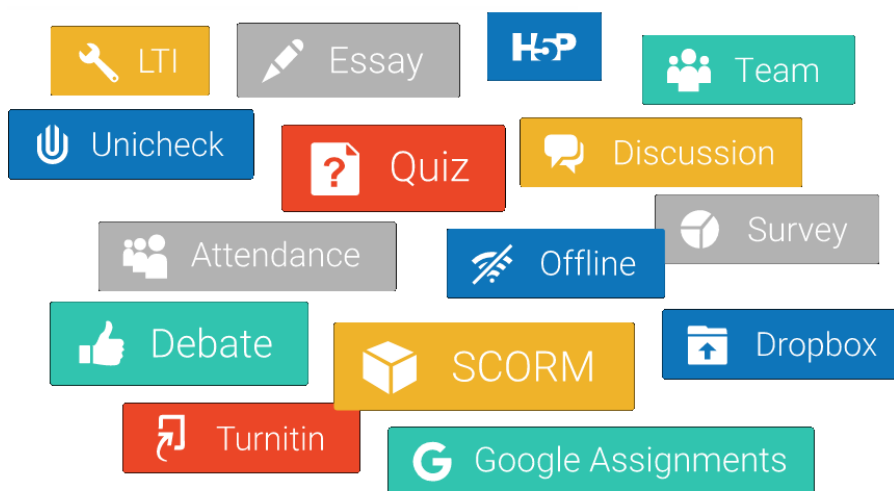 LTI
Essay
H5P
Team
Unicheck
? Quiz
Discussion
Attendance
Offline
Survey
Debate
SCORM
Dropbox
Turnitin
G Google Assignments